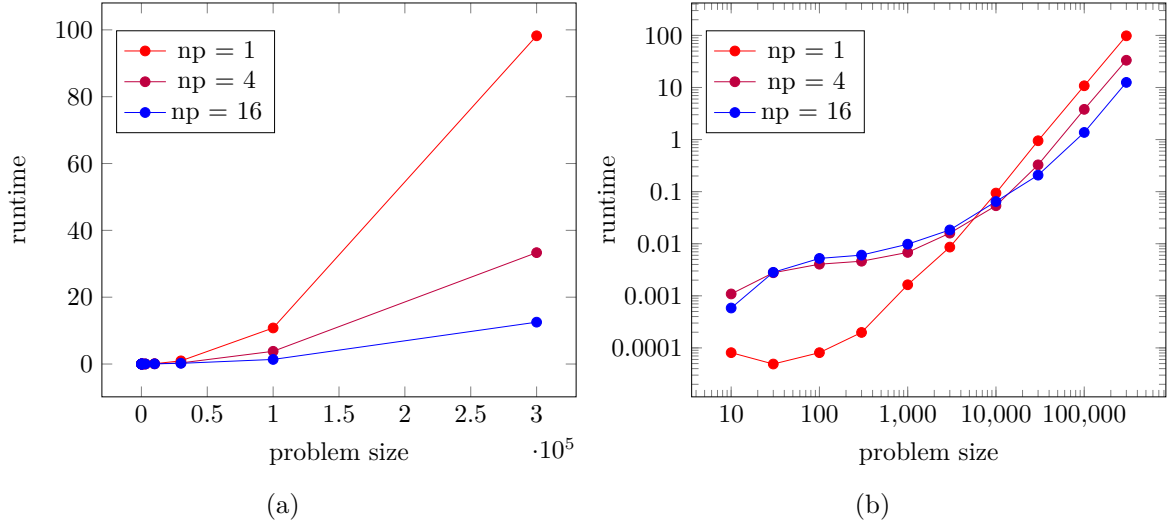 runtime
100
80
60
40
20
0
np = 1
np = 4
np = 16
0 0.5 1 1.5 2 2.5 3
·10⁵
problem size
(a)
runtime
100
10
1
0.1
0.01
0.001
0.0001
np = 1
np = 4
np = 16
10 100 1,000 10,000 100,000
problem size
(b)